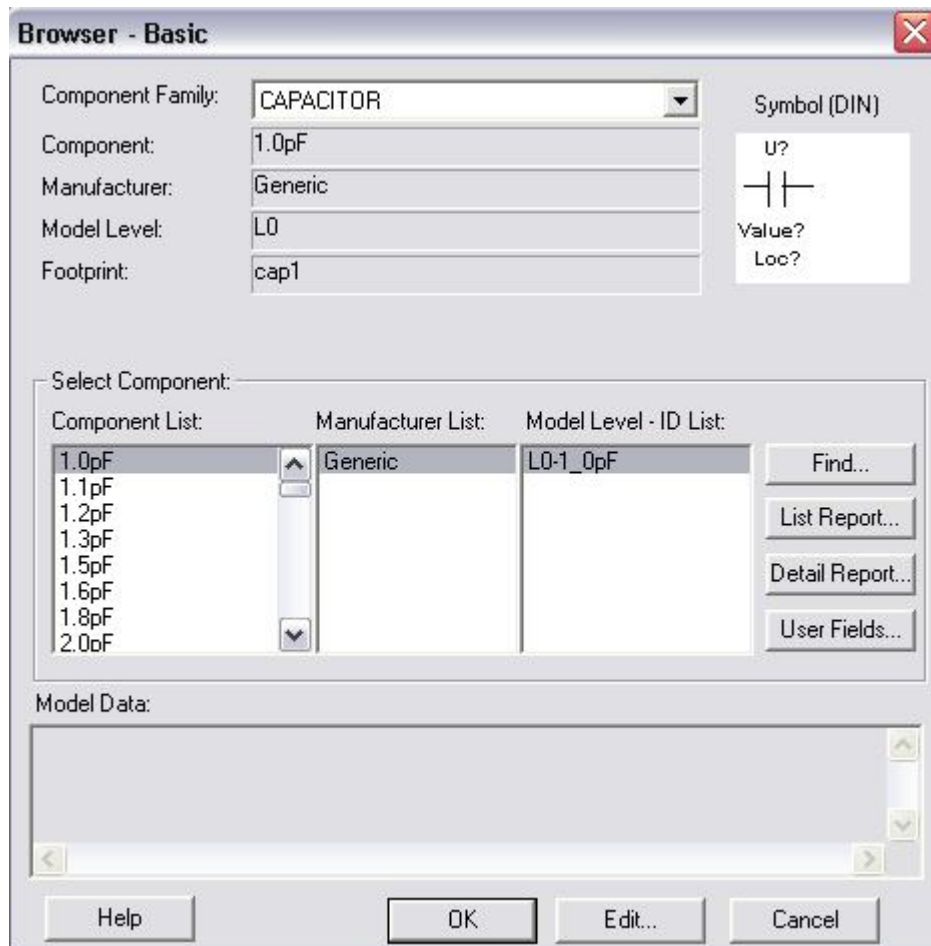 Browser - Basic
Component Family: CAPACITOR
Symbol (DIN)
Component: 1.0pF
Manufacturer: Generic
Model Level: L0
Footprint: cap1
U?
Value?
Loc?
Select Component:
Component List: Manufacturer List: Model Level - ID List:
1.0pF Generic L0-1_0pF
1.1pF
1.2pF
1.3pF
1.5pF
1.6pF
1.8pF
2.0pF
Find...
List Report...
Detail Report...
User Fields...
Model Data:
Help OK Edit... Cancel